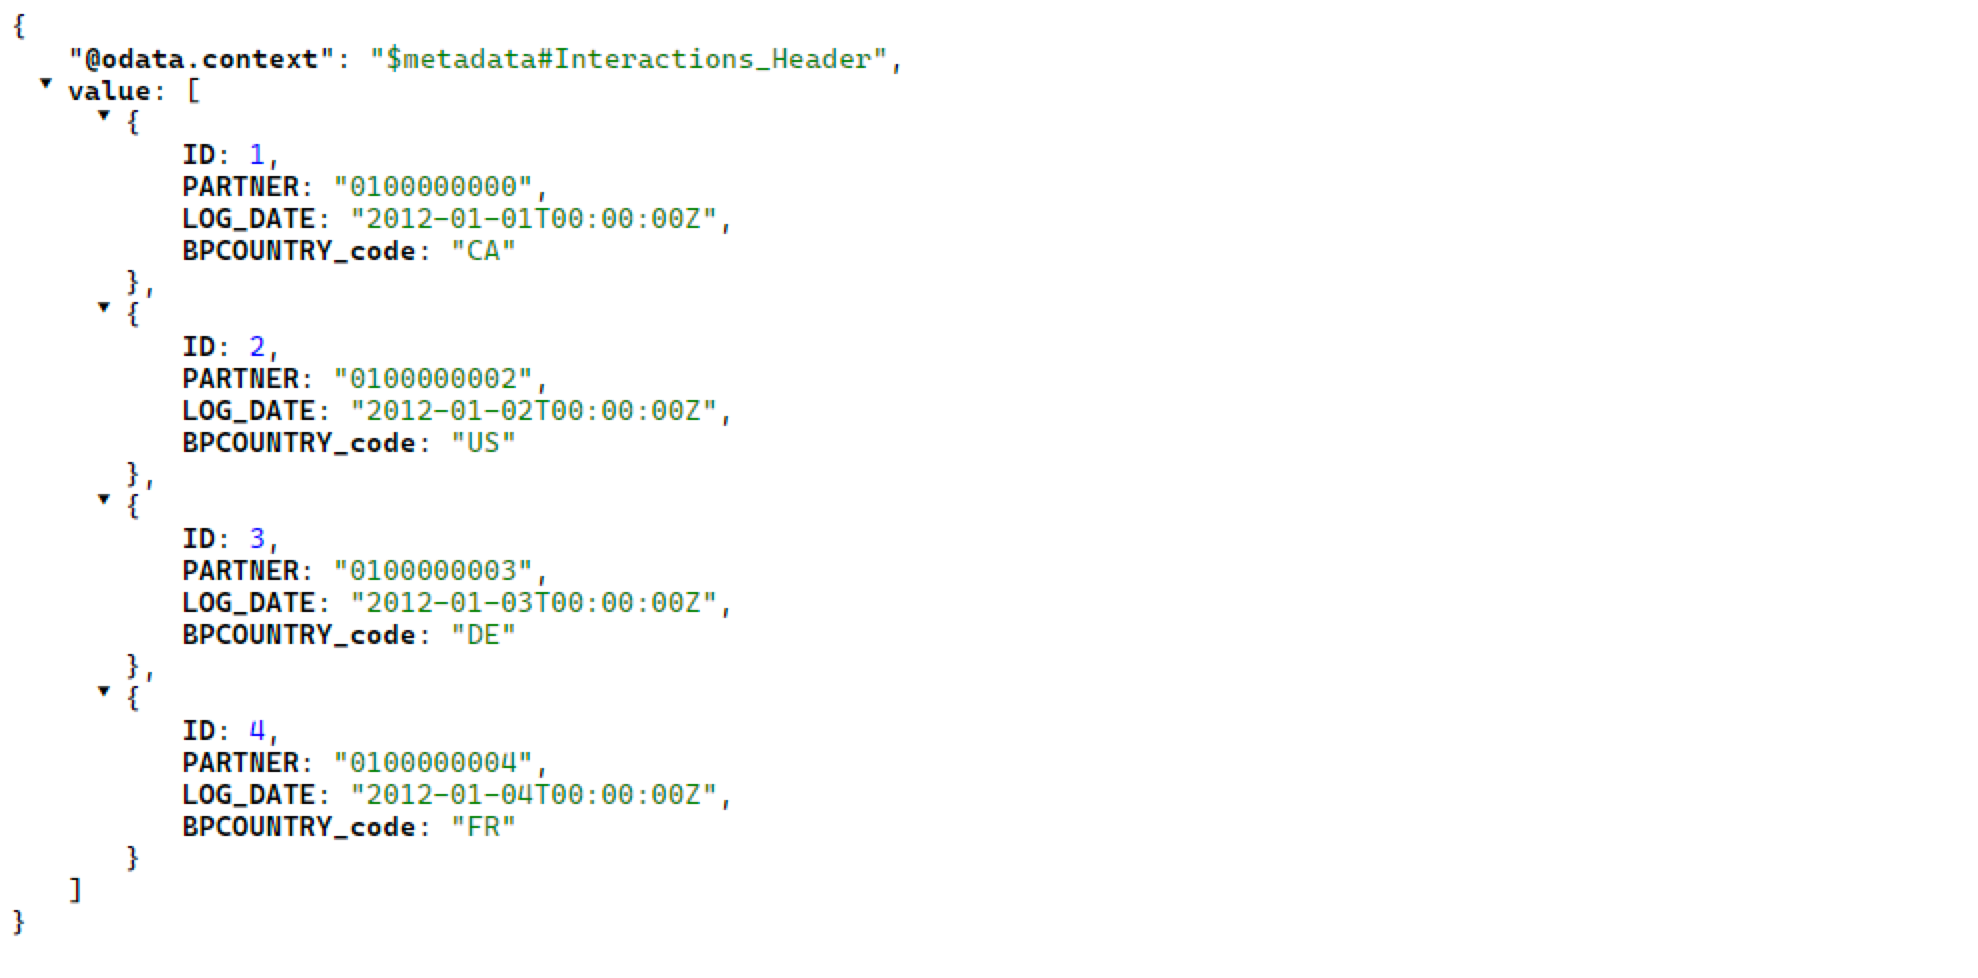 {
"@odata.context": "$metadata#Interactions_Header",
value: [
{
ID: 1,
PARTNER: "0100000000",
LOG_DATE: "2012-01-01T00:00:00Z",
BPCOUNTRY_code: "CA"
},
{
ID: 2,
PARTNER: "0100000002",
LOG_DATE: "2012-01-02T00:00:00Z",
BPCOUNTRY_code: "US"
},
{
ID: 3,
PARTNER: "0100000003",
LOG_DATE: "2012-01-03T00:00:00Z",
BPCOUNTRY_code: "DE"
},
{
ID: 4,
PARTNER: "0100000004",
LOG_DATE: "2012-01-04T00:00:00Z",
BPCOUNTRY_code: "FR"
}
]
}